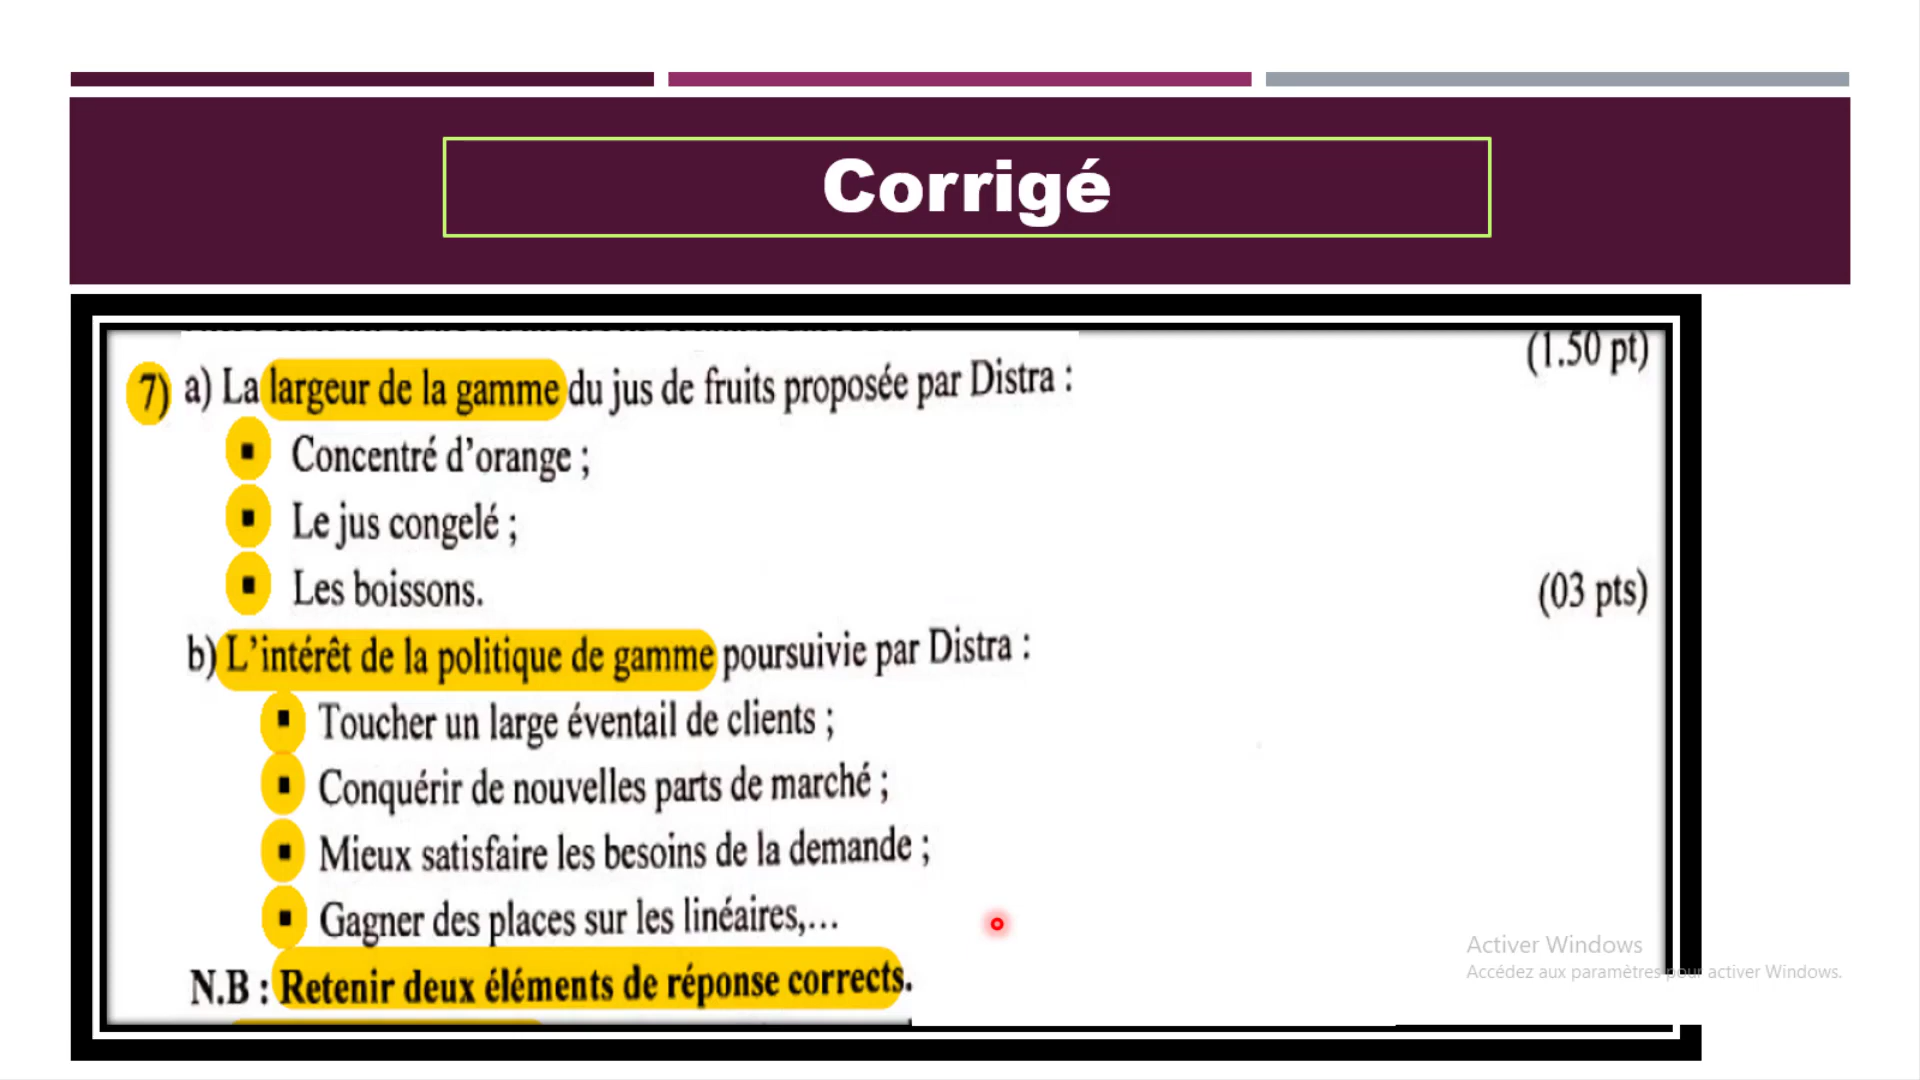 Corrigé
(1.50 pt)
7) a) La largeur de la gamme du jus de fruits proposée par Distra :
▪ Concentré d'orange ;
▪ Le jus congelé ;
▪ Les boissons.
(03 pts)
b) L'intérêt de la politique de gamme poursuivie par Distra :
▪ Toucher un large éventail de clients ;
▪ Conquérir de nouvelles parts de marché ;
▪ Mieux satisfaire les besoins de la demande ;
▪ Gagner des places sur les linéaires,…
N.B : Retenir deux éléments de réponse corrects.
Activer Windows
Accédez aux paramètres pour activer Windows.